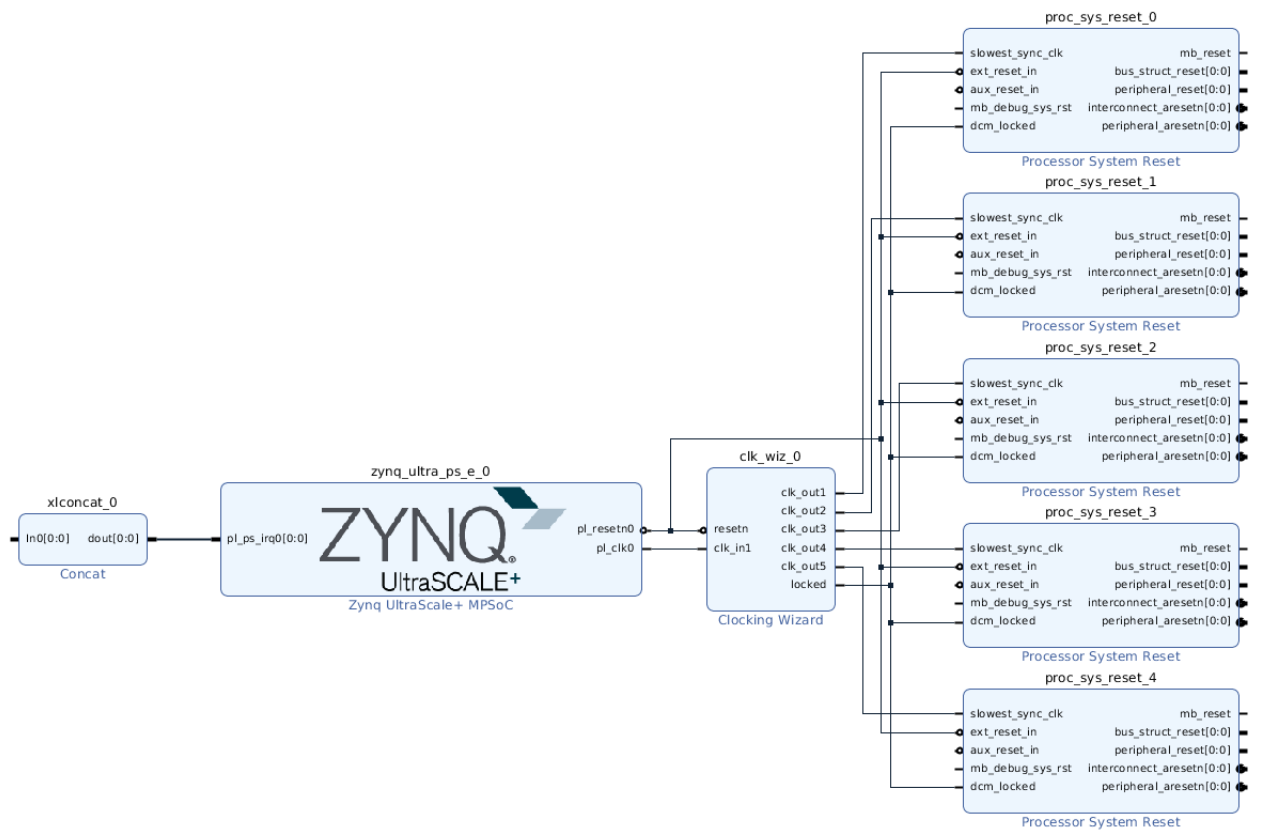 proc_sys_reset_0
slowest_sync_clk mb_reset
ext_reset_in bus_struct_reset[0:0]
aux_reset_in peripheral_reset[0:0]
mb_debug_sys_rst interconnect_aresetn[0:0]
dcm_locked peripheral_aresetn[0:0]
Processor System Reset
proc_sys_reset_1
slowest_sync_clk mb_reset
ext_reset_in bus_struct_reset[0:0]
aux_reset_in peripheral_reset[0:0]
mb_debug_sys_rst interconnect_aresetn[0:0]
dcm_locked peripheral_aresetn[0:0]
Processor System Reset
proc_sys_reset_2
slowest_sync_clk mb_reset
ext_reset_in bus_struct_reset[0:0]
aux_reset_in peripheral_reset[0:0]
mb_debug_sys_rst interconnect_aresetn[0:0]
dcm_locked peripheral_aresetn[0:0]
Processor System Reset
xlconcat_0
In0[0:0] dout[0:0]
Concat
zynq_ultra_ps_e_0
pl_ps_irq0[0:0]
ZYNQ®
UltraSCALE+
pl_resetn0
pl_clk0
Zynq UltraScale+ MPSoC
clk_wiz_0
resetn
clk_in1
clk_out1
clk_out2
clk_out3
clk_out4
clk_out5
locked
Clocking Wizard
proc_sys_reset_3
slowest_sync_clk mb_reset
ext_reset_in bus_struct_reset[0:0]
aux_reset_in peripheral_reset[0:0]
mb_debug_sys_rst interconnect_aresetn[0:0]
dcm_locked peripheral_aresetn[0:0]
Processor System Reset
proc_sys_reset_4
slowest_sync_clk mb_reset
ext_reset_in bus_struct_reset[0:0]
aux_reset_in peripheral_reset[0:0]
mb_debug_sys_rst interconnect_aresetn[0:0]
dcm_locked peripheral_aresetn[0:0]
Processor System Reset